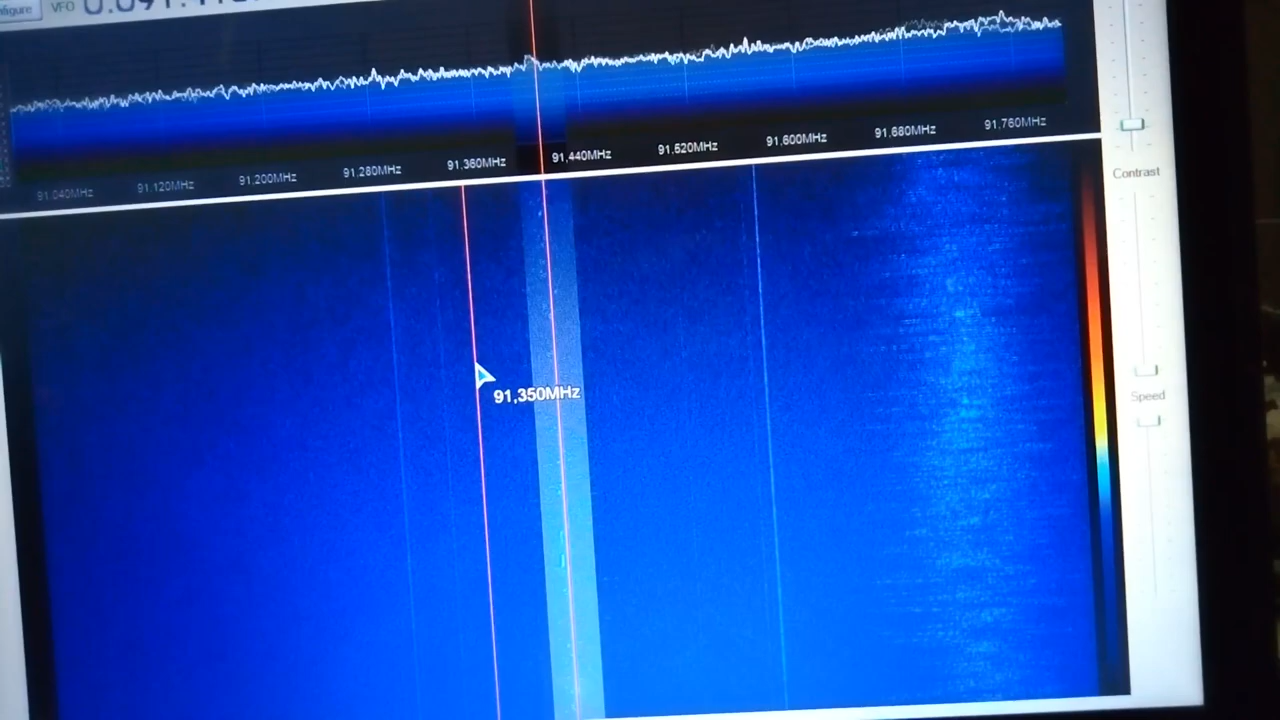 VFO
91.040MHz 91.120MHz 91,200MHz 91,280MHz 91,360MHz 91,440MHz 91,520MHz 91,600MHz 91,680MHz 91,760MHz
Contrast
91,350MHz
Speed